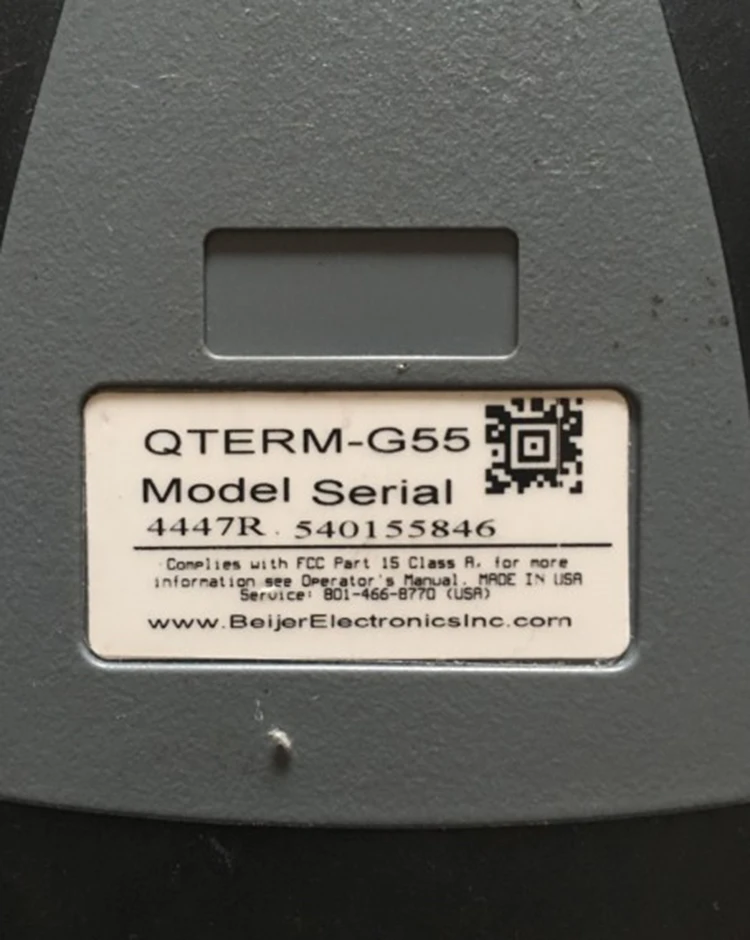 QTERM-G55
Model Serial
4447R 540155846
Complies with FCC Part 15 Class A, for more
information see Operator's Manual. MADE IN USA
Service: 801-466-8770 (USA)
www.BeijerElectronicsInc.com